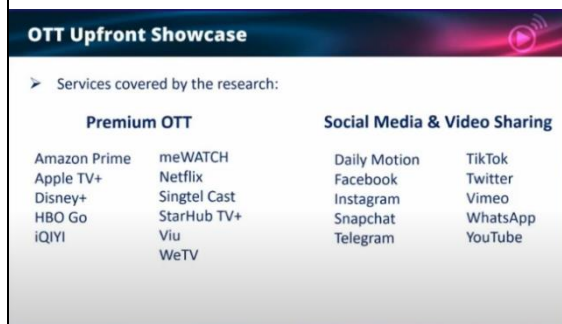 OTT Upfront Showcase
➢ Services covered by the research:
Premium OTT
Amazon Prime
Apple TV+
Disney+
HBO Go
iQIYI
meWATCH
Netflix
Singtel Cast
StarHub TV+
Viu
WeTV
Social Media & Video Sharing
Daily Motion
Facebook
Instagram
Snapchat
Telegram
TikTok
Twitter
Vimeo
WhatsApp
YouTube